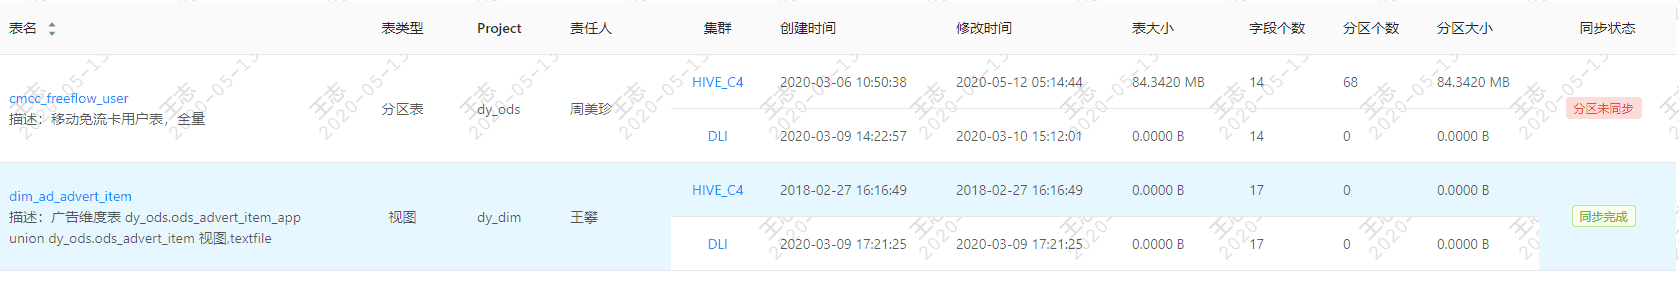 表名 表类型 Project 责任人 集群 创建时间 修改时间 表大小 字段个数 分区个数 分区大小 同步状态
cmcc_freeflow_user
描述：移动免流卡用户表，全量
分区表 dy_ods 周美珍
HIVE_C4 2020-03-06 10:50:38 2020-05-12 05:14:44 84.3420 MB 14 68 84.3420 MB
DLI 2020-03-09 14:22:57 2020-03-10 15:12:01 0.0000 B 14 0 0.0000 B
分区未同步
dim_ad_advert_item
描述：广告维度表 dy_ods.ods_advert_item_app
union dy_ods.ods_advert_item 视图,textfile
视图 dy_dim 王攀
HIVE_C4 2018-02-27 16:16:49 2018-02-27 16:16:49 0.0000 B 17 0 0.0000 B
DLI 2020-03-09 17:21:25 2020-03-09 17:21:25 0.0000 B 17 0 0.0000 B
同步完成
王志
2020-05-13